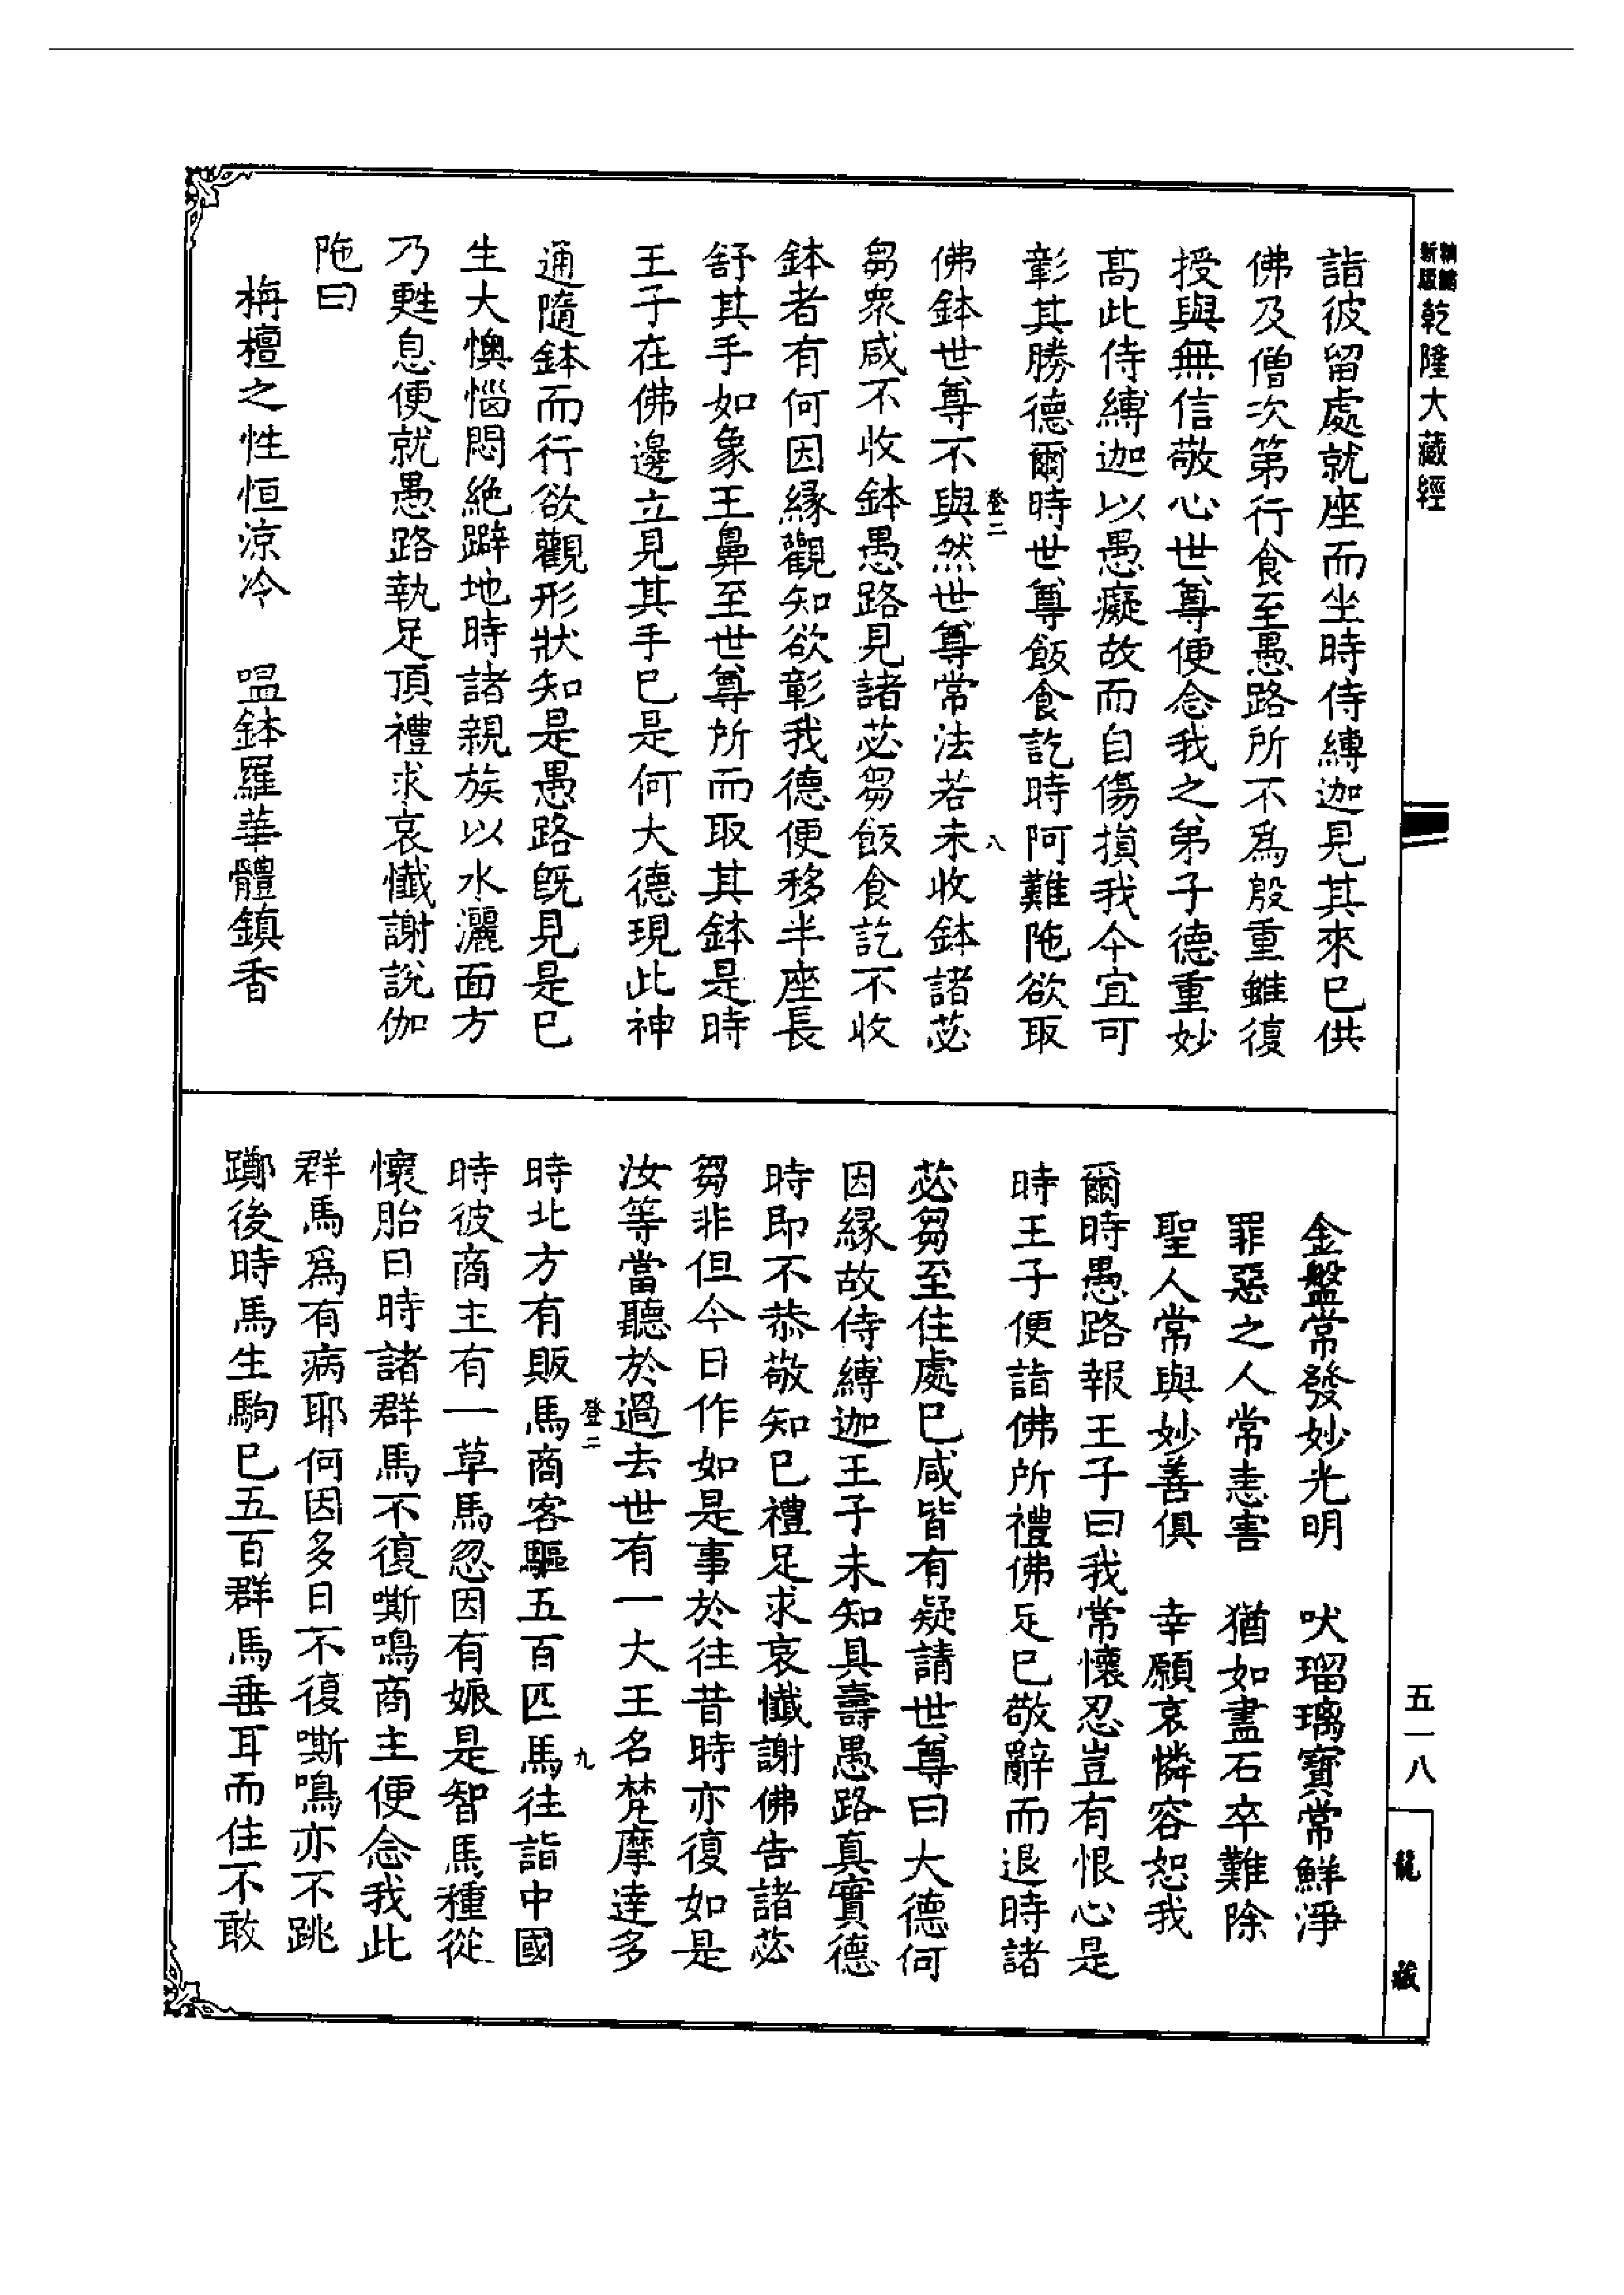 新版精縮乾隆大藏經
詣彼留處就座而坐時侍縛迦見其來已供
佛及僧次第行食至愚路所不爲殷重雖復
授與無信敬心世尊便念我之弟子德重妙
高此侍縛迦以愚癡故而自傷損我今宜可
彰其勝德爾時世尊飯食訖時阿難陁欲取
登二
八
佛鉢世尊不與然世尊常法若未收鉢諸苾
芻衆咸不收鉢愚路見諸苾芻飯食訖不收
鉢者有何因緣觀知欲彰我德便移半座長
舒其手如象王鼻至世尊所而取其鉢是時
王子在佛邊立見其手已是何大德現此神
通隨鉢而行欲觀形狀知是愚路旣見是已
生大懊惱悶絕躃地時諸親族以水灑面方
乃甦息便就愚路執足頂禮求哀懺謝說伽
陁曰
栴檀之性恒涼冷　嗢鉢羅華體鎮香
金盤常發妙光明　吠瑠璃寶常鮮淨
罪惡之人常恚害　猶如畫石卒難除
聖人常與妙善俱　幸願哀憐容恕我
爾時愚路報王子曰我常懷忍豈有恨心是
時王子便詣佛所禮佛足已敬辭而退時諸
苾芻至住處已咸皆有疑請世尊曰大德何
因緣故侍縛迦王子未知具壽愚路真實德
時即不恭敬知已禮足求哀懺謝佛告諸苾
芻非但今日作如是事於往昔時亦復如是
汝等當聽於過去世有一大王名梵摩達多
登二
九
時北方有販馬商客驅五百匹馬往詣中國
時彼商主有一草馬忽因有娠是智馬種從
懷胎日時諸群馬不復嘶鳴商主便念我此
群馬爲有病耶何因多日不復嘶鳴亦不跳
躑後時馬生駒已五百群馬垂耳而住不敢
五一八
龍藏